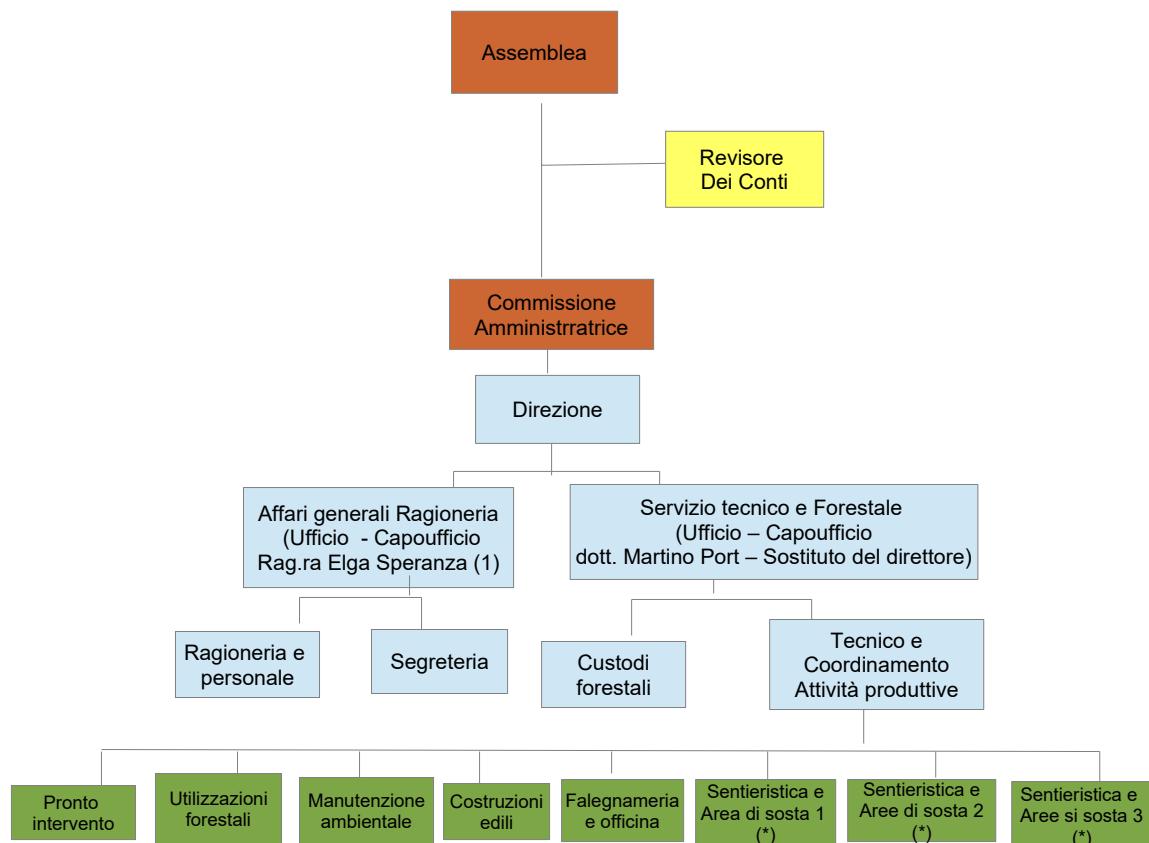 Assemblea
Revisore
Dei Conti
Commissione
Amministrratrice
Direzione
Affari generali Ragioneria
(Ufficio - Capoufficio
Rag.ra Elga Speranza (1)
Servizio tecnico e Forestale
(Ufficio – Capoufficio
dott. Martino Port – Sostituto del direttore)
Ragioneria e
personale
Segreteria
Custodi
forestali
Tecnico e
Coordinamento
Attività produttive
Pronto
intervento
Utilizzazioni
forestali
Manutenzione
ambientale
Costruzioni
edili
Falegnameria
e officina
Sentieristica e
Area di sosta 1
(*)
Sentieristica e
Aree di sosta 2
(*)
Sentieristica e
Aree si sosta 3
(*)